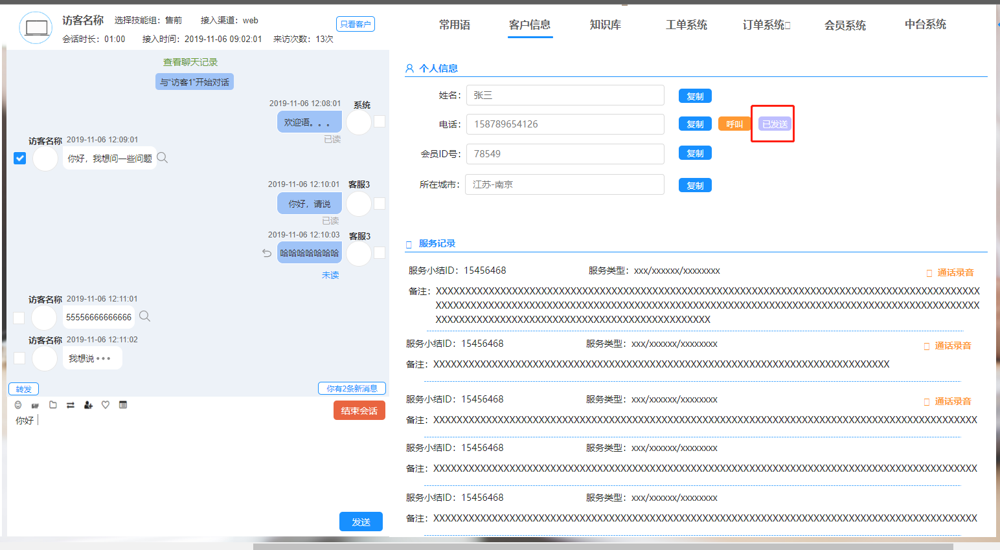 访客名称 选择技能组：售前 接入渠道：web
只看客户
会话时长：01:00 接入时间：2019-11-06 09:02:01 来访次数：13次
查看聊天记录
与“访客1”开始对话
2019-11-06 12:08:01 系统
欢迎语。。。
已读
访客名称 2019-11-06 12:09:01
你好，我想问一些问题
2019-11-06 12:10:01 客服3
你好，请说
已读
2019-11-06 12:10:03 客服3
哈哈哈哈哈哈哈
未读
访客名称 2019-11-06 12:11:01
55556666666666
访客名称 2019-11-06 12:11:02
我想说•••
转发 你有2条新消息
GIF
结束会话
你好
发送
常用语 客户信息 知识库 工单系统 订单系统 会员系统 中台系统
个人信息
姓名： 张三 复制
电话： 158789654126 复制 呼叫 已发送
会员ID号： 78549 复制
所在城市： 江苏-南京 复制
服务记录
服务小结ID：15456468 服务类型：xxx/xxxxxx/xxxxxxxx 通话录音
备注：XXXXXXXXXXXXXXXXXXXXXXXXXXXXXXXXXXXXXXXXXXXXXXXXXXXXXXXXXXXXXXXXXXXXXXXXXXXXXXXXXXXXXXXXXXXXXXXXXXXXXXXXXX
XXXXXXXXXXXXXXXXXXXXXXXXXXXXXXXXXXXXXXXXXXXXXXXXXXXXXXXXXXXXXXXXXXXXXXXXXXXXXXXXXXXXXXXXXXXXXXXXXXXXXXXXXX
XXXXXXXXXXXXXXXXXXXXXXXXXXXXXXXXXXXXXXXXXXXXXXXXXXXXX
服务小结ID：15456468 服务类型：xxx/xxxxxx/xxxxxxxx 通话录音
备注：XXXXXXXXXXXXXXXXXXXXXXXXXXXXXXXXXXXXXXXXXXXXXXXXXXXXXXXXXXXXXXXXXXXXXXXXXXXXXXXXXXXXXXXX
服务小结ID：15456468 服务类型：xxx/xxxxxx/xxxxxxxx 通话录音
备注：XXXXXXXXXXXXXXXXXXXXXXXXXXXXXXXXXXXXXXXXXXXXXXXXXXXXXXXXXXXXXXXXXXXXXXXXXXXXXXXXXXXXXXXXXXXXXXXXXXXXXXXXXX
服务小结ID：15456468 服务类型：xxx/xxxxxx/xxxxxxxx
备注：XXXXXXXXXXXXXXXXXXXXXXXXXXXXXXXXXXXXXXXXXXXXXXXXXXXXXXXXXXXXXXXXXXXXXXXXXXXXXXXXXXXXXXXXXXXXXXXXXXXXXXXXXX
服务小结ID：15456468 服务类型：xxx/xxxxxx/xxxxxxxx
备注：XXXXXXXXXXXXXXXXXXXXXXXXXXXXXXXXXXXXXXXXXXXXXXXXXXXXXXXXXXXXXXXXXXXXXXXXXXXXXXXXXXXXXXXXXXXXXXXXXXXXXXXXXX